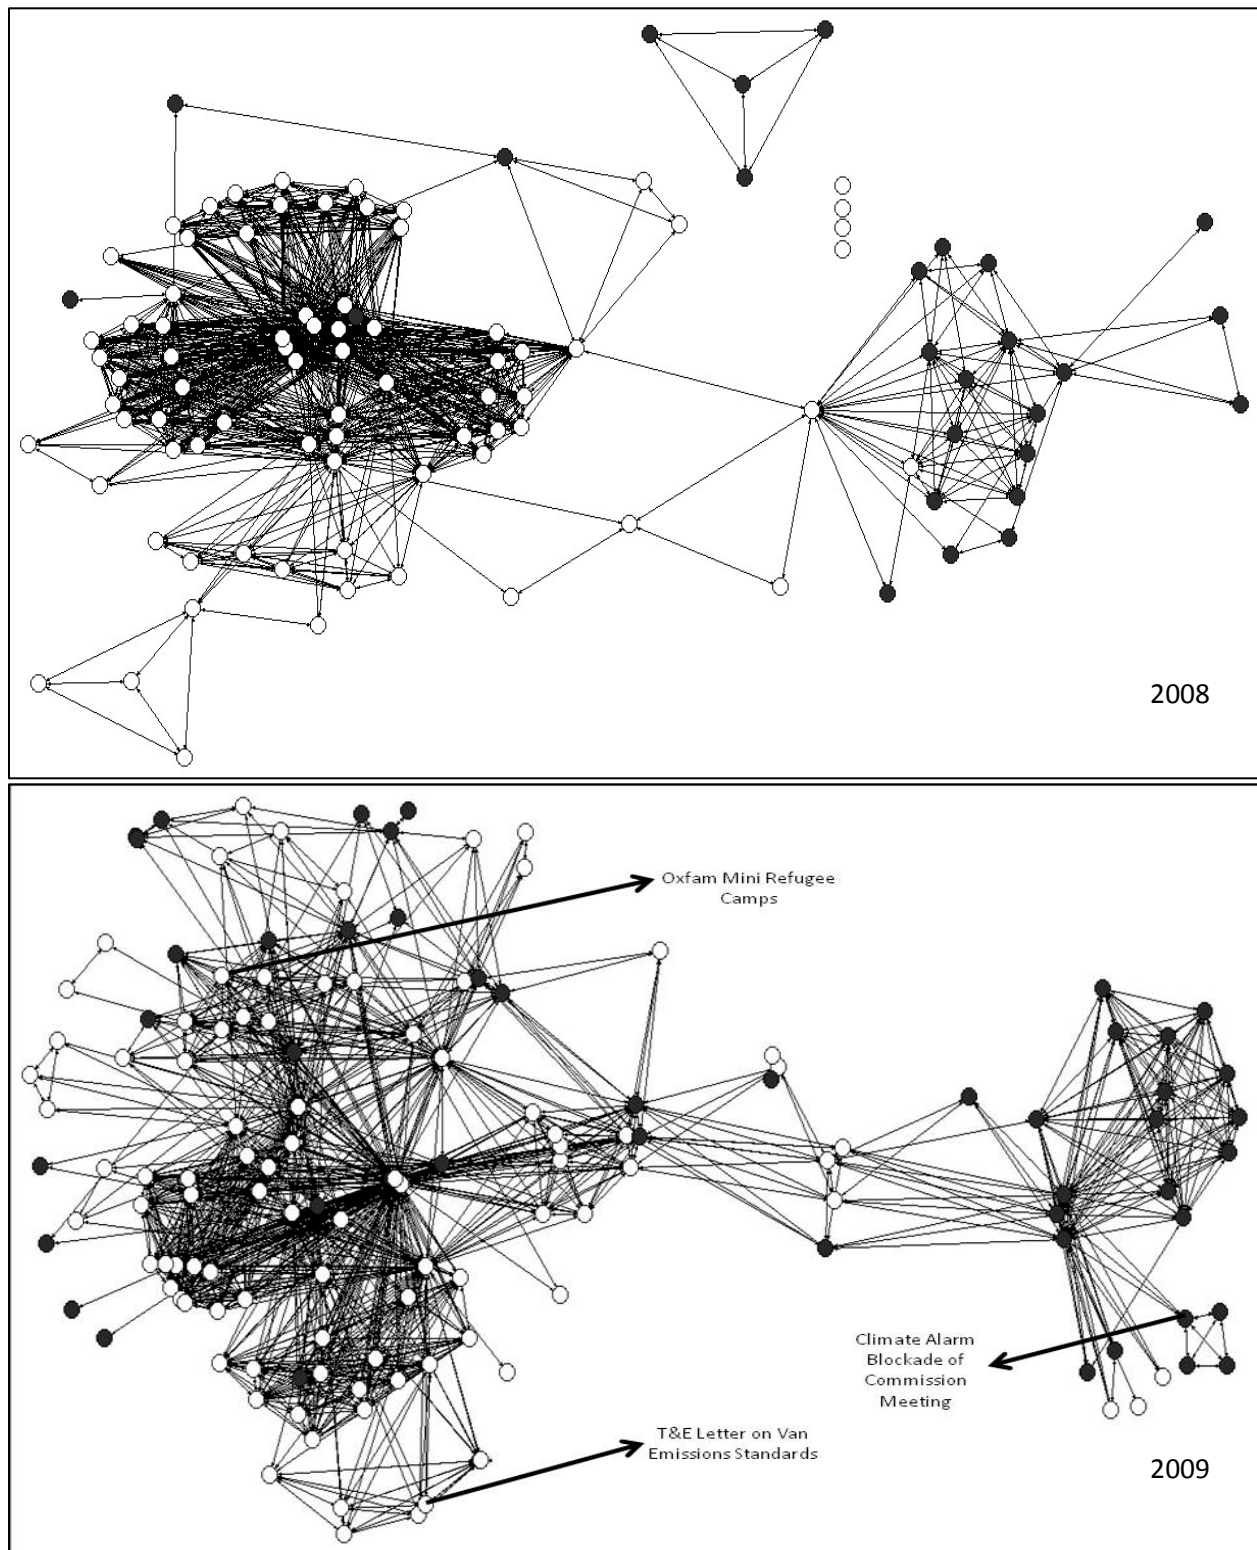 2008
Oxfam Mini Refugee
Camps
Climate Alarm
Blockade of
Commission
Meeting
T&E Letter on Van
Emissions Standards
2009